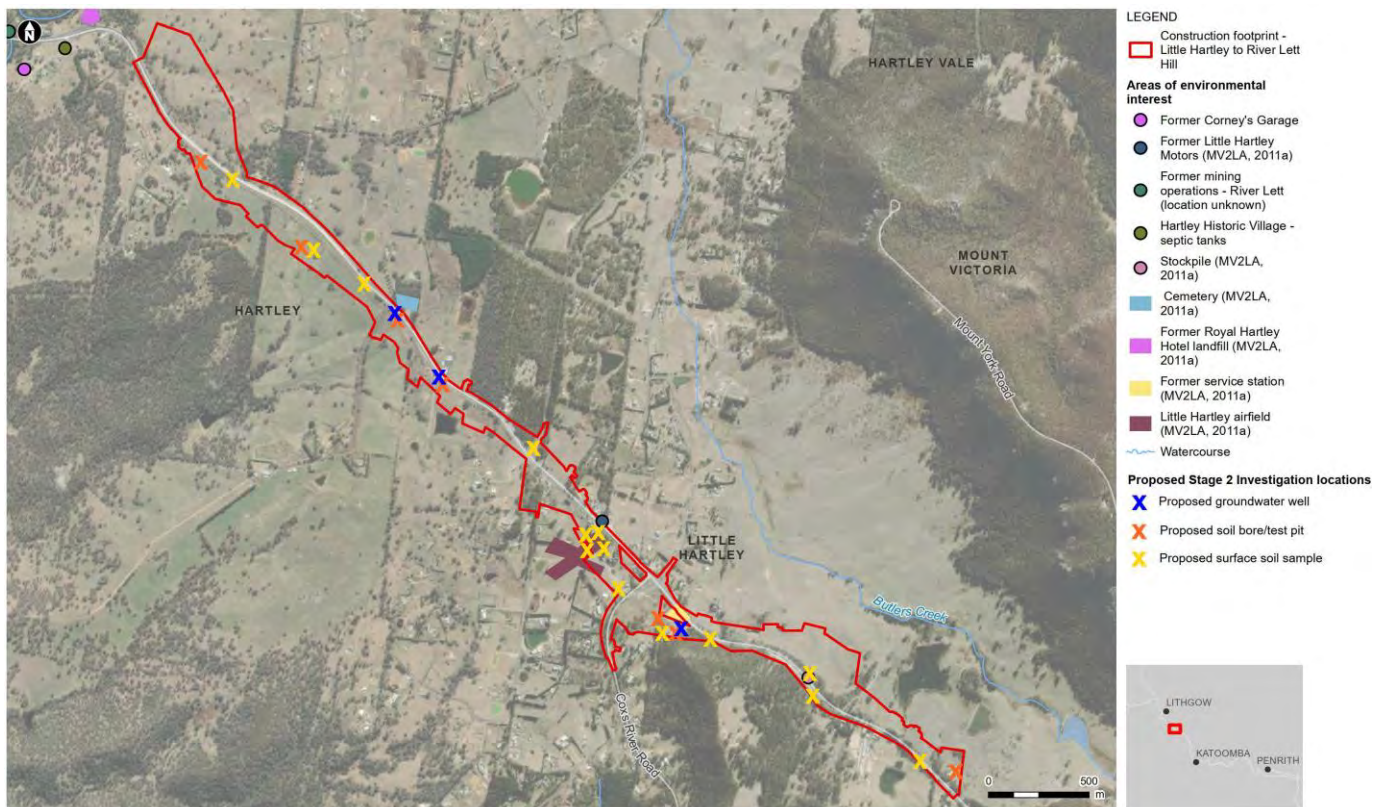 N
HARTLEY VALE
MOUNT
VICTORIA
Mount York Road
HARTLEY
LITTLE
HARTLEY
Butlers Creek
Coxs River Road
0 500
m
LEGEND
Construction footprint -
Little Hartley to River Lett
Hill
Areas of environmental
interest
Former Corney's Garage
Former Little Hartley
Motors (MV2LA, 2011a)
Former mining
operations - River Lett
(location unknown)
Hartley Historic Village -
septic tanks
Stockpile (MV2LA,
2011a)
Cemetery (MV2LA,
2011a)
Former Royal Hartley
Hotel landfill (MV2LA,
2011a)
Former service station
(MV2LA, 2011a)
Little Hartley airfield
(MV2LA, 2011a)
Watercourse
Proposed Stage 2 Investigation locations
Proposed groundwater well
Proposed soil bore/test pit
Proposed surface soil sample
LITHGOW
KATOOMBA
PENRITH